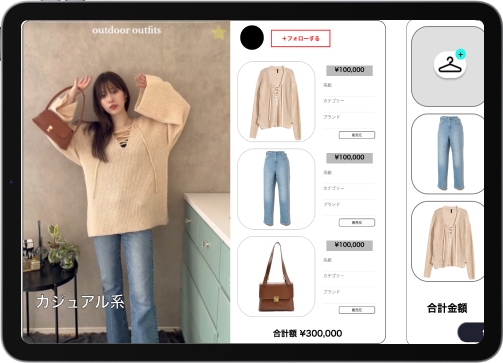 outdoor outfits
カジュアル系
＋フォローする
¥100,000
名前
カテゴリー
ブランド
販売元
¥100,000
名前
カテゴリー
ブランド
販売元
¥100,000
名前
カテゴリー
ブランド
販売元
合計額 ¥300,000
合計金額